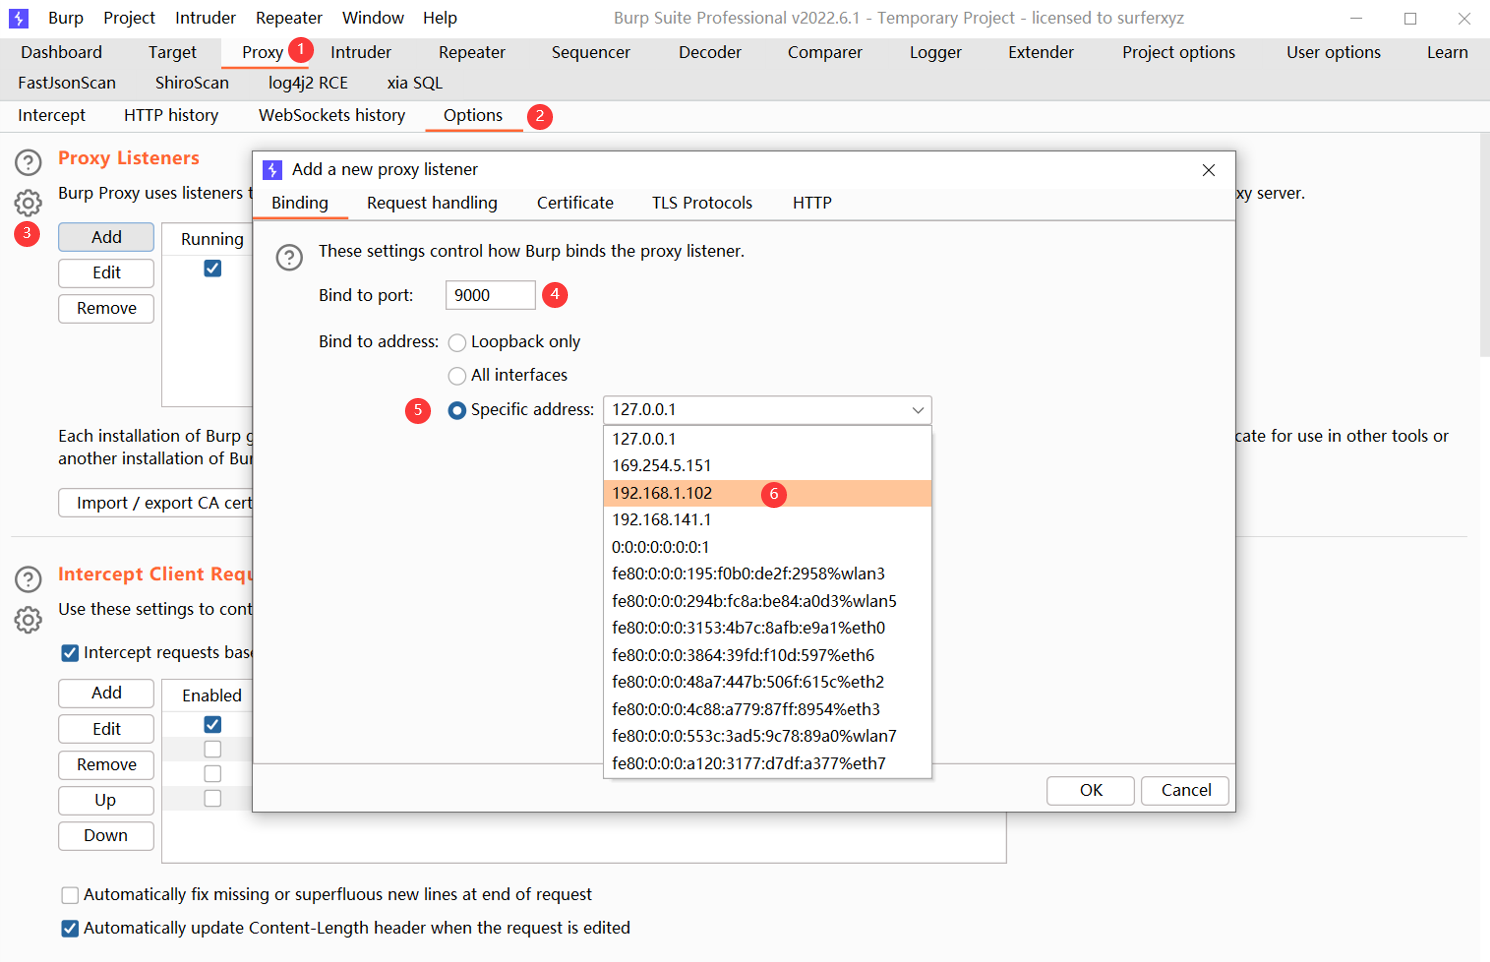 Burp Project Intruder Repeater Window Help Burp Suite Professional v2022.6.1 - Temporary Project - licensed to surferxyz
Dashboard Target Proxy 1 Intruder Repeater Sequencer Decoder Comparer Logger Extender Project options User options Learn
FastJsonScan ShiroScan log4j2 RCE xia SQL
Intercept HTTP history WebSockets history Options 2
Proxy Listeners
Burp Proxy uses listeners t
xy server.
3
Add
Edit
Remove
Running
Each installation of Burp g
cate for use in other tools or
another installation of Bu
Import / export CA cert
Intercept Client Requ
Use these settings to cont
Intercept requests bas
Add
Edit
Remove
Up
Down
Enabled
Automatically fix missing or superfluous new lines at end of request
Automatically update Content-Length header when the request is edited
Add a new proxy listener
Binding Request handling Certificate TLS Protocols HTTP
These settings control how Burp binds the proxy listener.
Bind to port: 9000 4
Bind to address: Loopback only
All interfaces
5 Specific address: 127.0.0.1
127.0.0.1
169.254.5.151
192.168.1.102 6
192.168.141.1
0:0:0:0:0:0:0:1
fe80:0:0:0:195:f0b0:de2f:2958%wlan3
fe80:0:0:0:294b:fc8a:be84:a0d3%wlan5
fe80:0:0:0:3153:4b7c:8afb:e9a1%eth0
fe80:0:0:0:3864:39fd:f10d:597%eth6
fe80:0:0:0:48a7:447b:506f:615c%eth2
fe80:0:0:0:4c88:a779:87ff:8954%eth3
fe80:0:0:0:553c:3ad5:9c78:89a0%wlan7
fe80:0:0:0:a120:3177:d7df:a377%eth7
OK Cancel